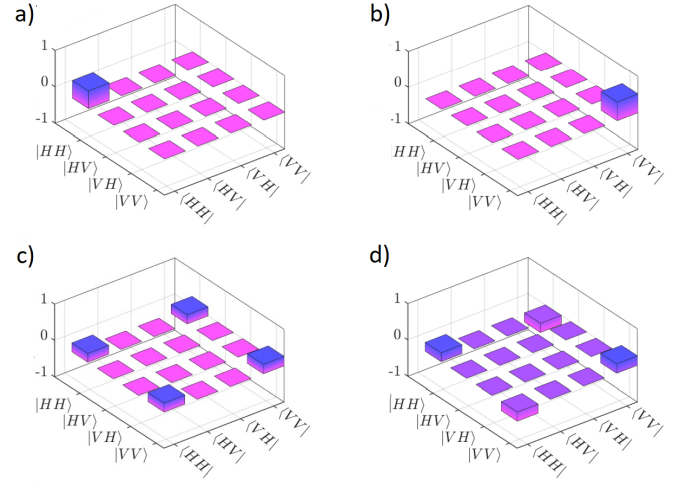 a)
1
0
-1
|HH⟩
|HV⟩
|VH⟩
|VV⟩
⟨HH|
⟨HV|
⟨VH|
⟨VV|
b)
1
0
-1
|HH⟩
|HV⟩
|VH⟩
|VV⟩
⟨HH|
⟨HV|
⟨VH|
⟨VV|
c)
1
0
-1
|HH⟩
|HV⟩
|VH⟩
|VV⟩
⟨HH|
⟨HV|
⟨VH|
⟨VV|
d)
1
0
-1
|HH⟩
|HV⟩
|VH⟩
|VV⟩
⟨HH|
⟨HV|
⟨VH|
⟨VV|